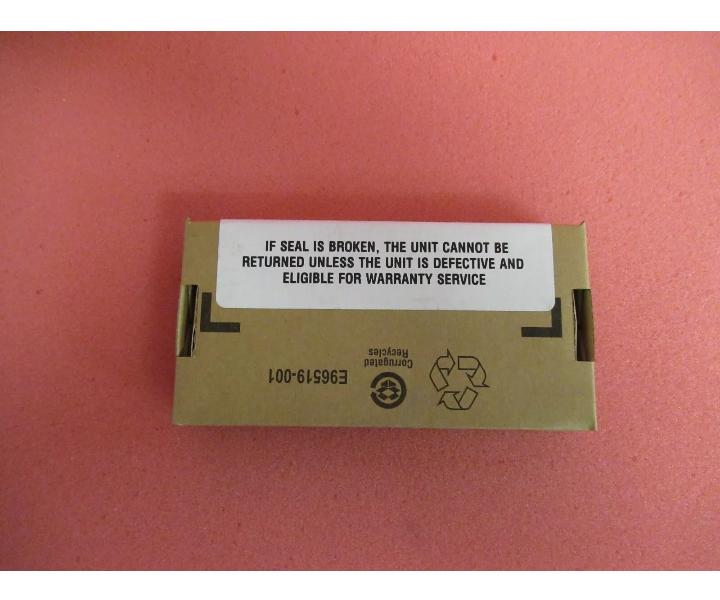 IF SEAL IS BROKEN, THE UNIT CANNOT BE
RETURNED UNLESS THE UNIT IS DEFECTIVE AND
ELIGIBLE FOR WARRANTY SERVICE
Corrugated
Recycles
E96519-001